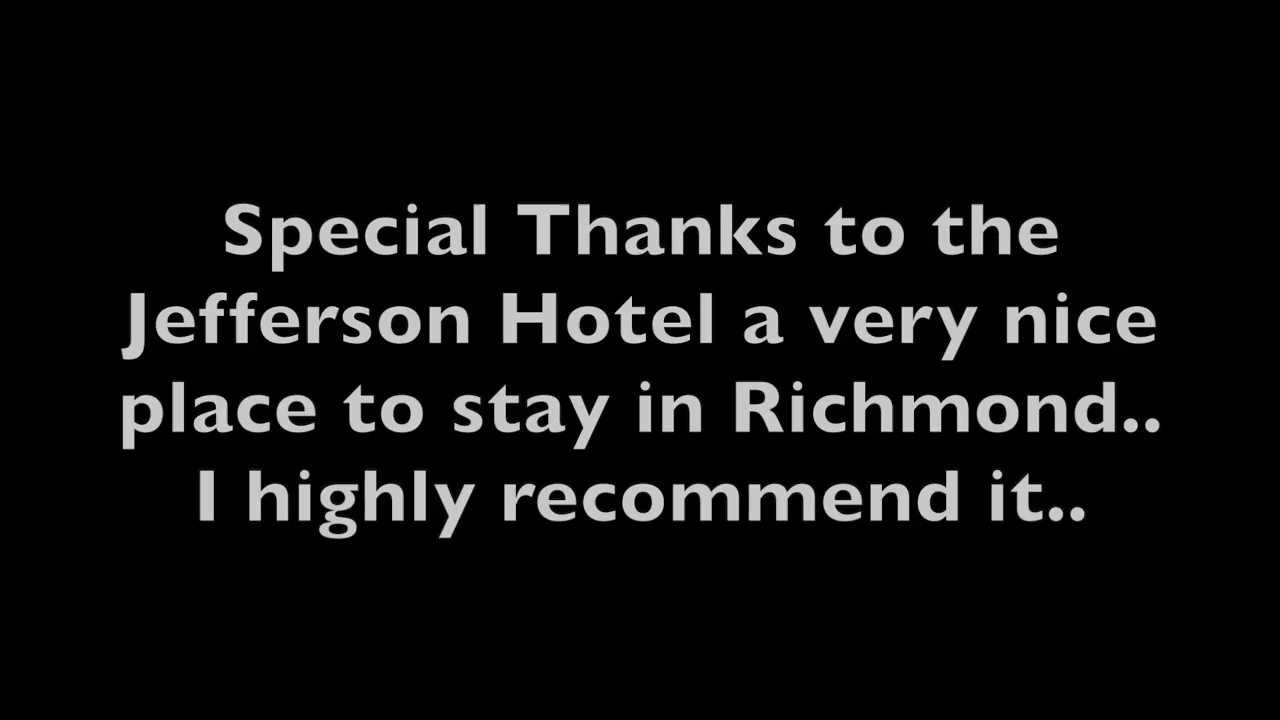 Special Thanks to the
Jefferson Hotel a very nice
place to stay in Richmond..
I highly recommend it..